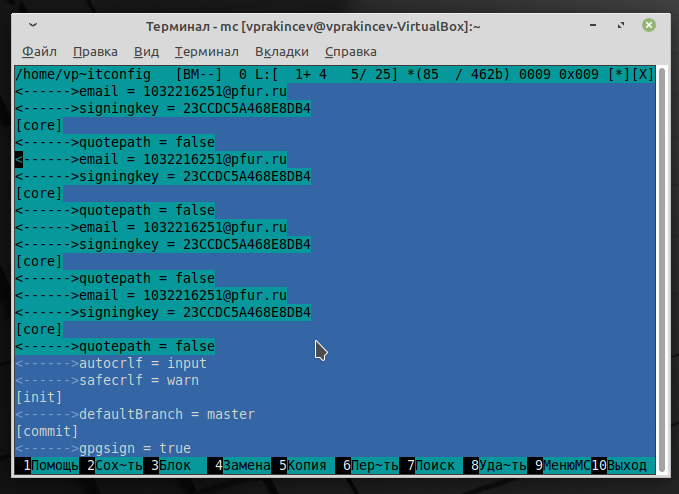 Терминал - mc [vprakincev@vprakincev-VirtualBox]:~
Файл Правка Вид Терминал Вкладки Справка
/home/vp~itconfig   [BM--]  0 L:[  1+ 4   5/ 25] *(85  / 462b) 0009 0x009 [*][X]
<------>email = 1032216251@pfur.ru
<------>signingkey = 23CCDC5A468E8DB4
[core]
<------>quotepath = false
<------>email = 1032216251@pfur.ru
<------>signingkey = 23CCDC5A468E8DB4
[core]
<------>quotepath = false
<------>email = 1032216251@pfur.ru
<------>signingkey = 23CCDC5A468E8DB4
[core]
<------>quotepath = false
<------>email = 1032216251@pfur.ru
<------>signingkey = 23CCDC5A468E8DB4
[core]
<------>quotepath = false
<------>autocrlf = input
<------>safecrlf = warn
[init]
<------>defaultBranch = master
[commit]
<------>gpgsign = true
1Помощь 2Сох~ть 3Блок 4Замена 5Копия 6Пер~ть 7Поиск 8Уда~ть 9МенюМС 10Выход